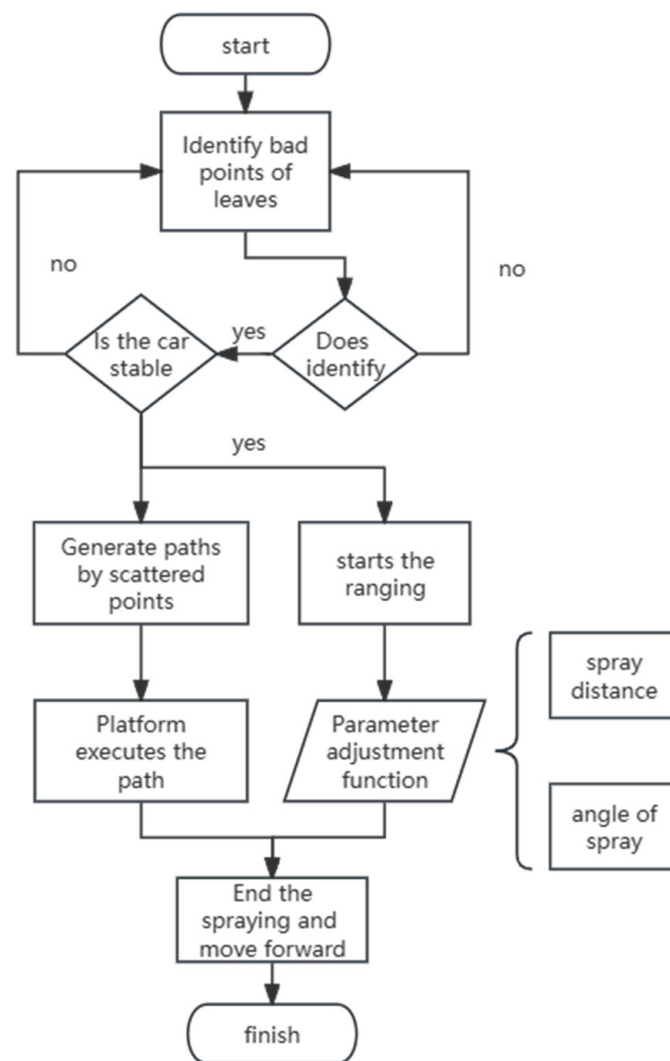 start
Identify bad
points of
leaves
no
no
Is the car
stable
yes
Does
identify
yes
Generate paths
by scattered
points
starts the
ranging
spray
distance
Platform
executes the
path
Parameter
adjustment
function
angle of
spray
End the
spraying and
move forward
finish